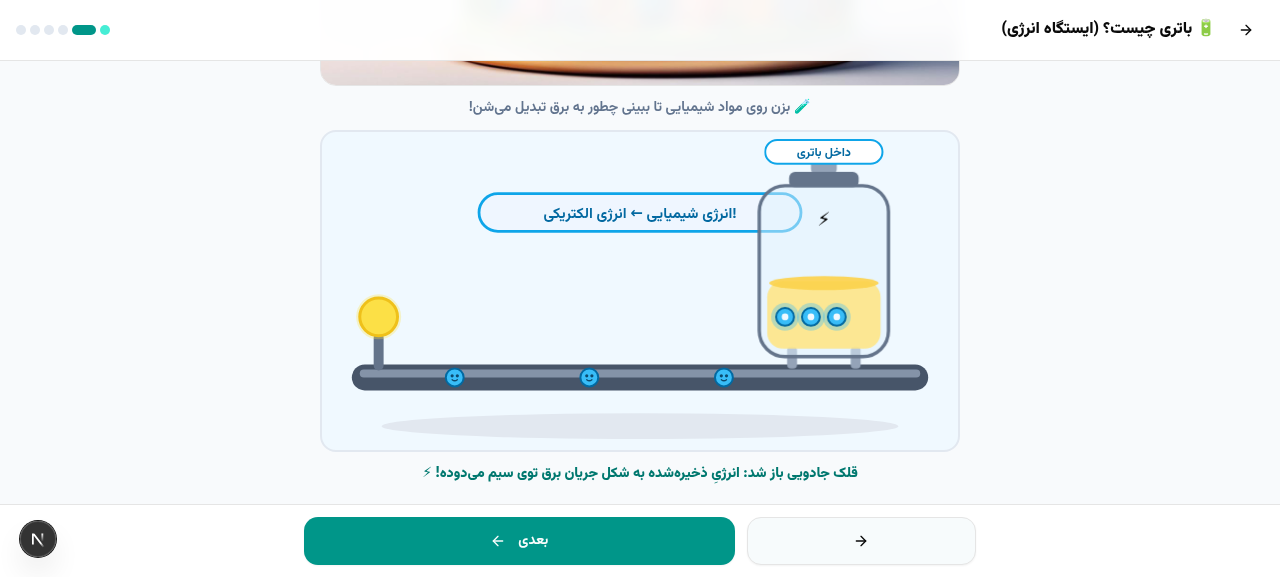 🔋 باتری چیست؟ (ایستگاه انرژی)
🧪 بزن روی مواد شیمیایی تا ببینی چطور به برق تبدیل می‌شن!
داخل باتری
انرژی شیمیایی ← انرژی الکتریکی!
⚡
قلک جادویی باز شد: انرژیِ ذخیره‌شده به شکل جریان برق توی سیم می‌دوده! ⚡
بعدی ←
N